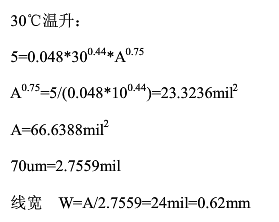 30℃温升：
5=0.048*30^0.44*A^0.75
A^0.75=5/(0.048*10^0.44)=23.3236mil^2
A=66.6388mil^2
70um=2.7559mil
线宽 W=A/2.7559=24mil=0.62mm